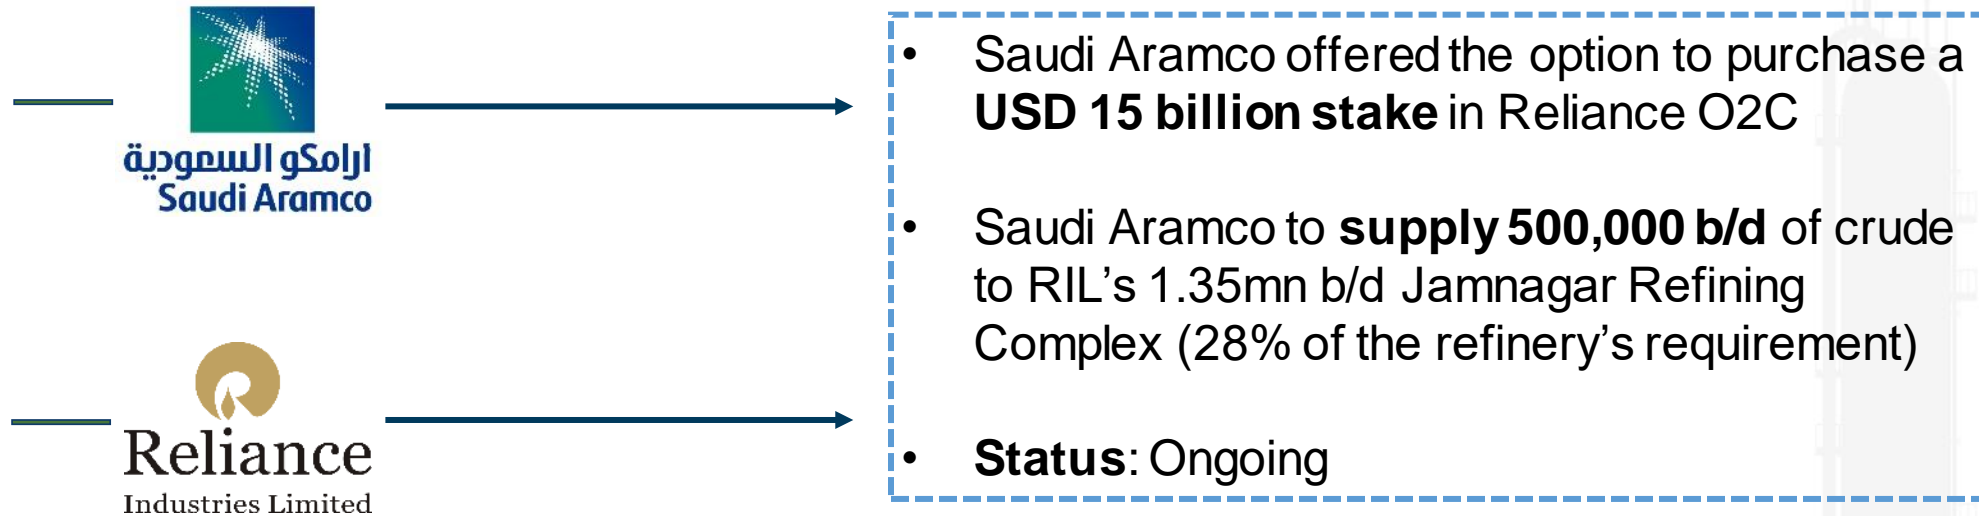 ارامكو السعودية
Saudi Aramco
Reliance
Industries Limited
• Saudi Aramco offered the option to purchase a
USD 15 billion stake in Reliance O2C
• Saudi Aramco to supply 500,000 b/d of crude
to RIL’s 1.35mn b/d Jamnagar Refining
Complex (28% of the refinery’s requirement)
• Status: Ongoing